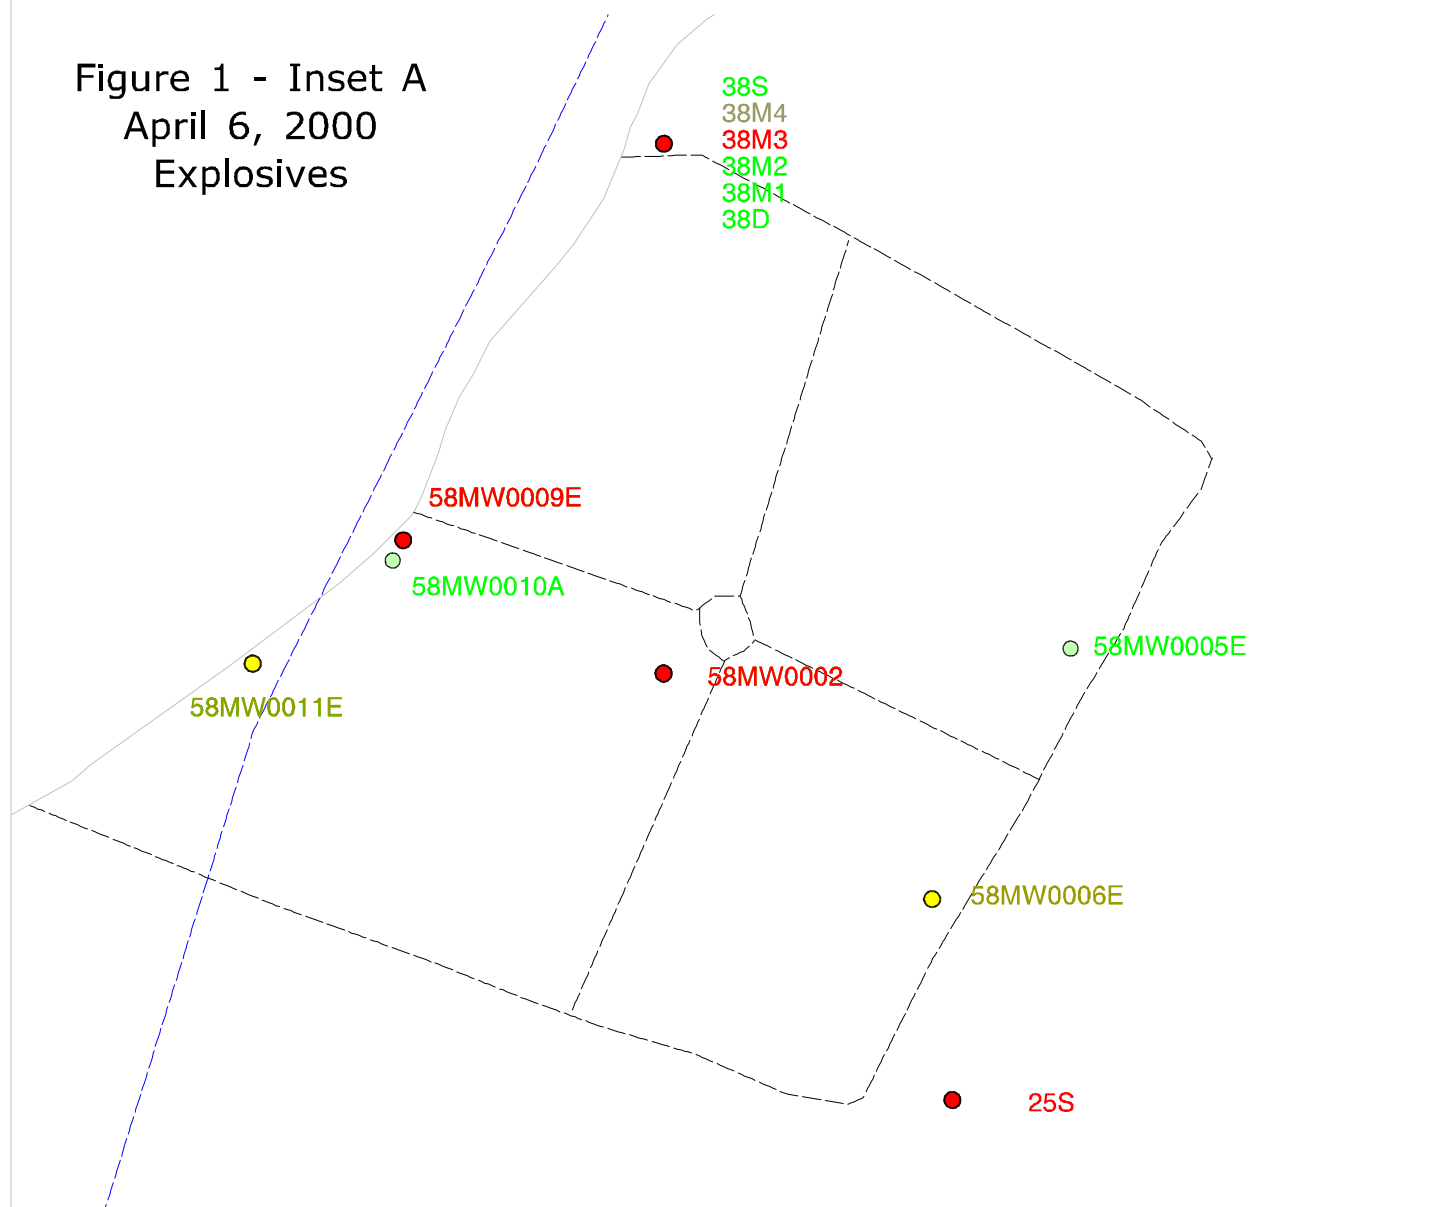 Figure 1 - Inset A
April 6, 2000
Explosives
38S
38M4
38M3
38M2
38M1
38D
58MW0009E
58MW0010A
58MW0005E
58MW0002
58MW0011E
58MW0006E
25S